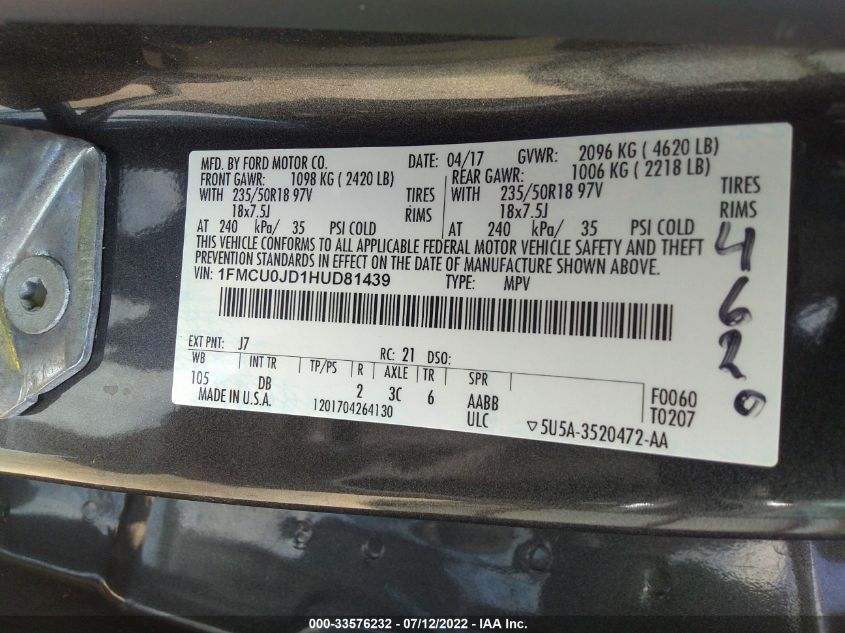 MFD. BY FORD MOTOR CO. DATE: 04/17 GVWR: 2096 KG ( 4620 LB)
FRONT GAWR: 1098 KG ( 2420 LB) REAR GAWR: 1006 KG ( 2218 LB)
WITH 235/50R18 97V TIRES WITH 235/50R18 97V TIRES
18x7.5J RIMS 18x7.5J RIMS
AT 240 kPa/ 35 PSI COLD AT 240 kPa/ 35 PSI COLD
THIS VEHICLE CONFORMS TO ALL APPLICABLE FEDERAL MOTOR VEHICLE SAFETY AND THEFT
PREVENTION STANDARDS IN EFFECT ON THE DATE OF MANUFACTURE SHOWN ABOVE.
VIN: 1FMCU0JD1HUD81439 TYPE: MPV
4620
EXT PNT: J7 RC: 21 DSO:
WB INT TR TP/PS R AXLE TR SPR
105 DB 2 3C 6 AABB F0060
MADE IN U.S.A. 1201704264130 ULC T0207
▽5U5A-3520472-AA
000-33576232 - 07/12/2022 - IAA Inc.